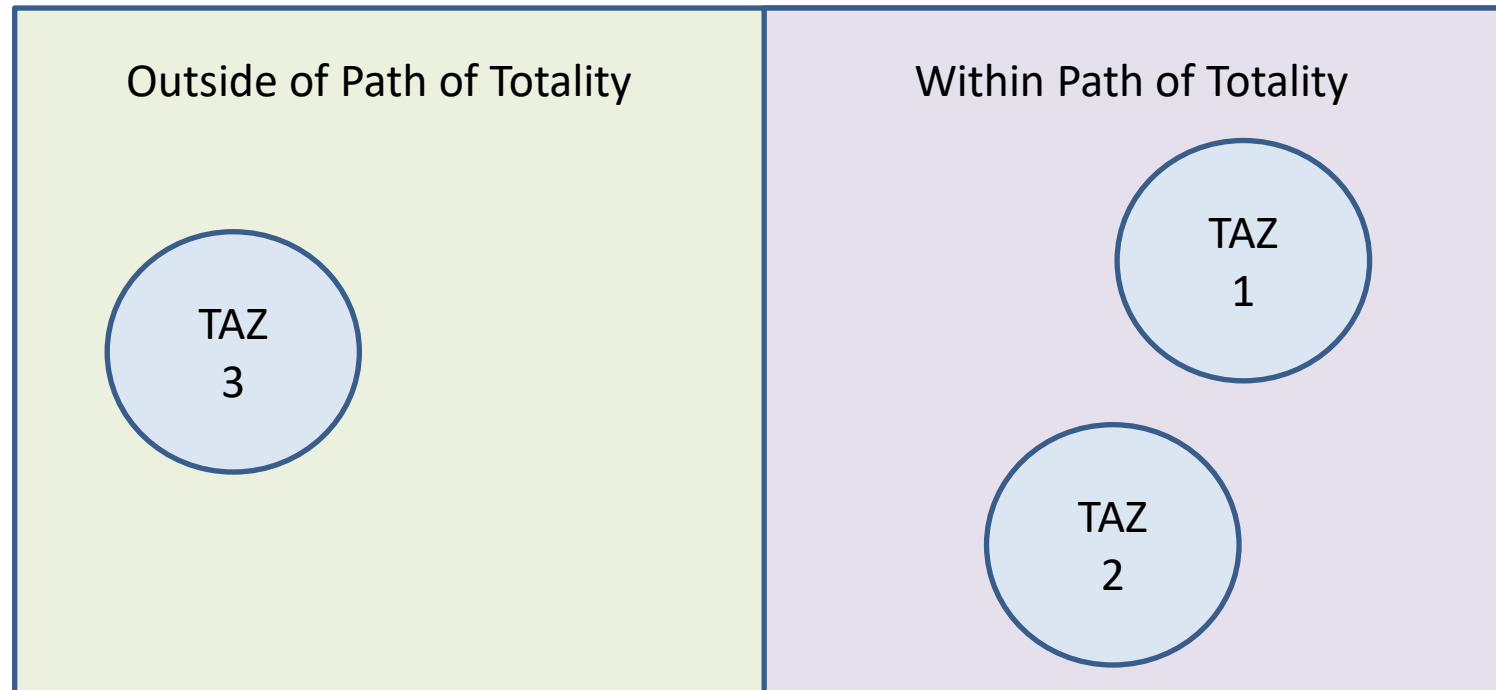 Outside of Path of Totality
Within Path of Totality
TAZ
1
TAZ
3
TAZ
2